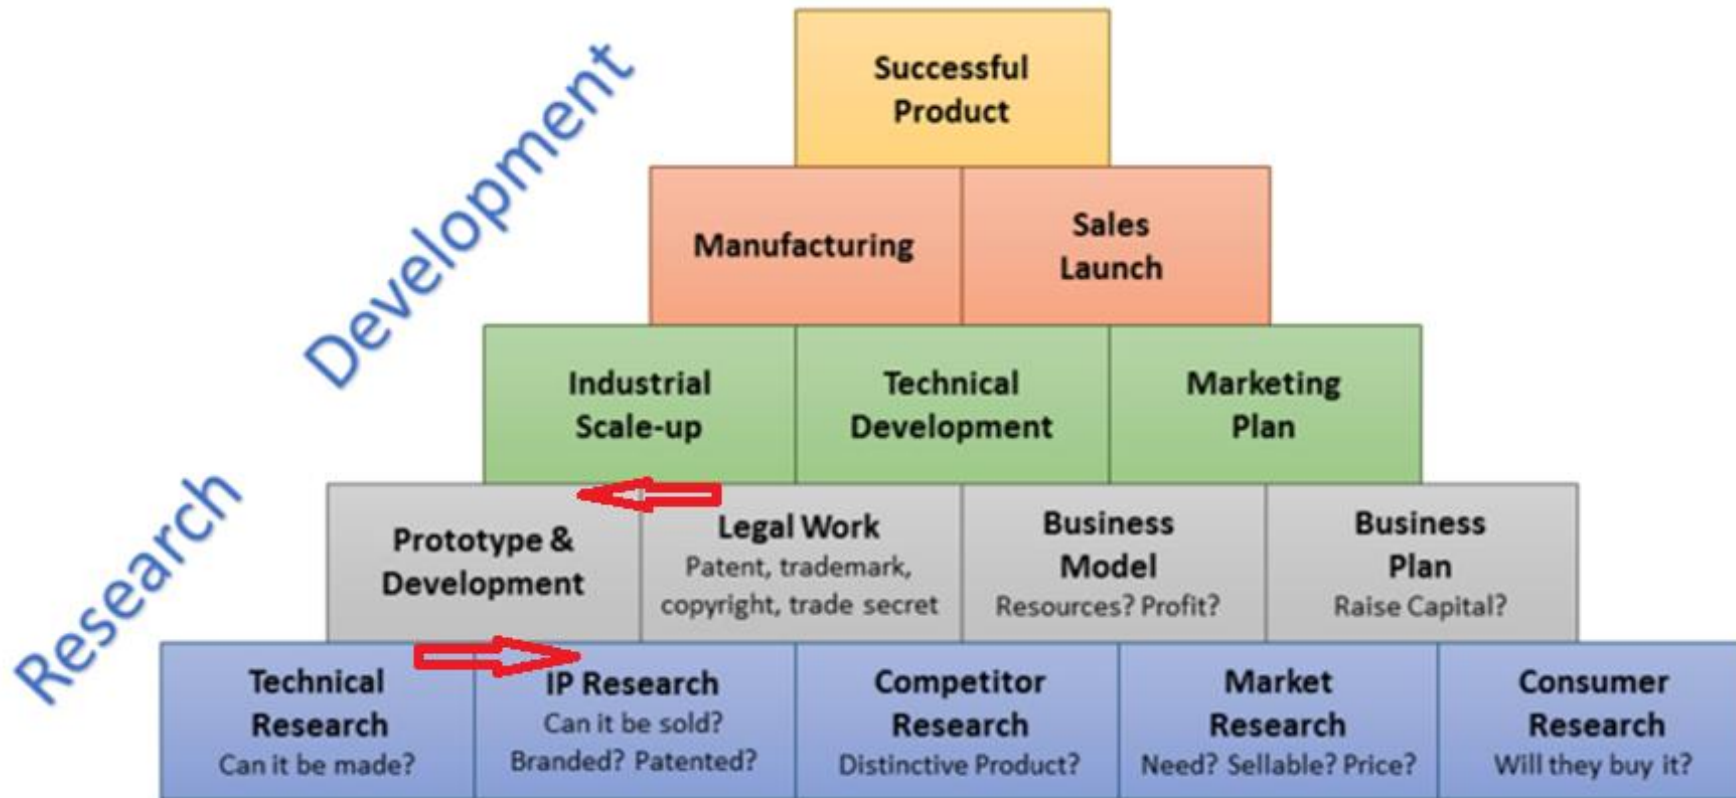 Development
Research
Successful
Product
Manufacturing
Sales
Launch
Industrial
Scale-up
Technical
Development
Marketing
Plan
Prototype &
Development
Legal Work
Patent, trademark,
copyright, trade secret
Business
Model
Resources? Profit?
Business
Plan
Raise Capital?
Technical
Research
Can it be made?
IP Research
Can it be sold?
Branded? Patented?
Competitor
Research
Distinctive Product?
Market
Research
Need? Sellable? Price?
Consumer
Research
Will they buy it?